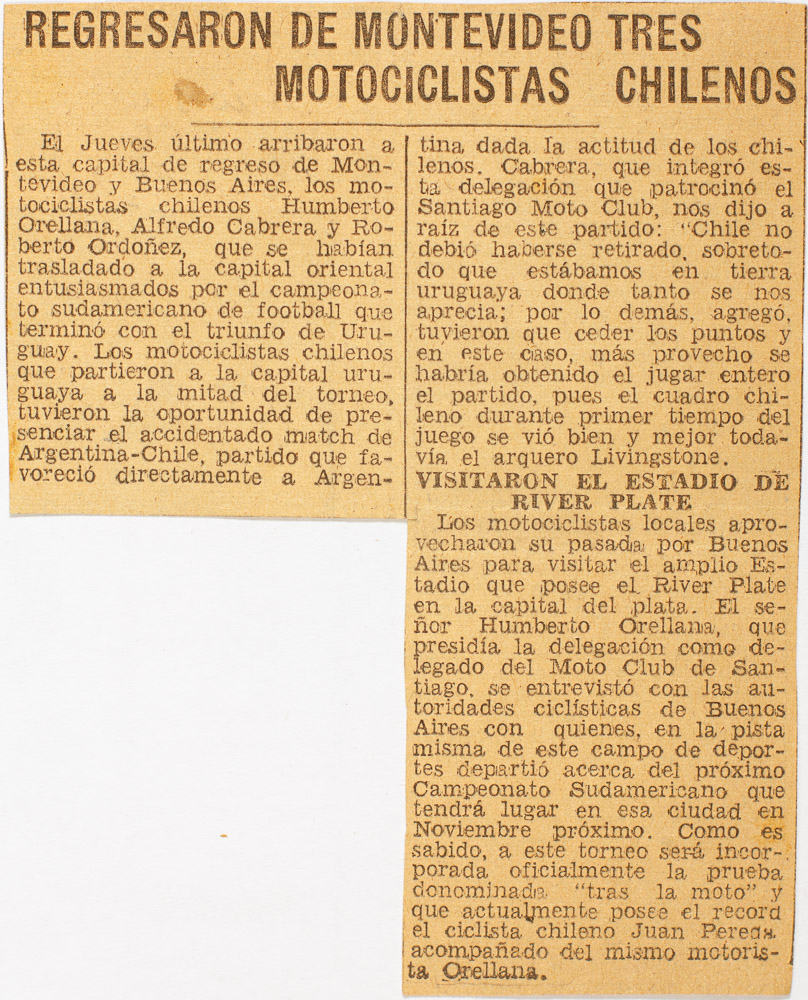 REGRESARON DE MONTEVIDEO TRES
MOTOCICLISTAS CHILENOS
El Jueves último arribaron a
esta capital de regreso de Mon-
tevideo y Buenos Aires, los mo-
tociclistas chilenos Humberto
Orellana, Alfredo Cabrera y Ro-
berto Ordoñez, que se habían
trasladado a la capital oriental
entusiasmados por el campeona-
to sudamericano de football que
terminó con el triunfo de Uru-
guay. Los motociclistas chilenos
que partieron a la capital uru-
guaya a la mitad del torneo,
tuvieron la oportunidad de pre-
senciar el accidentado match de
Argentina-Chile, partido que fa-
voreció directamente a Argen-
tina dada la actitud de los chi-
lenos. Cabrera, que integró es-
ta delegación que patrocinó el
Santiago Moto Club, nos dijo a
raíz de este partido: "Chile no
debió haberse retirado, sobreto-
do que estábamos en tierra
uruguaya donde tanto se nos
aprecia; por lo demás, agregó,
tuvieron que ceder los puntos y
en este caso, más provecho se
habría obtenido el jugar entero
el partido, pues el cuadro chi-
leno durante primer tiempo del
juego se vió bien y mejor toda-
vía el arquero Livingstone.
VISITARON EL ESTADIO DE
RIVER PLATE
Los motociclistas locales apro-
vecharon su pasada por Buenos
Aires para visitar el amplio Es-
tadio que posee el River Plate
en la capital del plata. El se-
ñor Humberto Orellana, que
presidía la delegación como de-
legado del Moto Club de San-
tiago, se entrevistó con las au-
toridades ciclísticas de Buenos
Aires con quienes, en la pista
misma de este campo de depor-
tes departió acerca del próximo
Campeonato Sudamericano que
tendrá lugar en esa ciudad en
Noviembre próximo. Como es
sabido, a este torneo será incor-
porada oficialmente la prueba
denominada "tras la moto" y
que actualmente posee el record
el ciclista chileno Juan Pereda.
acompañado del mismo motoris-
ta Orellana.